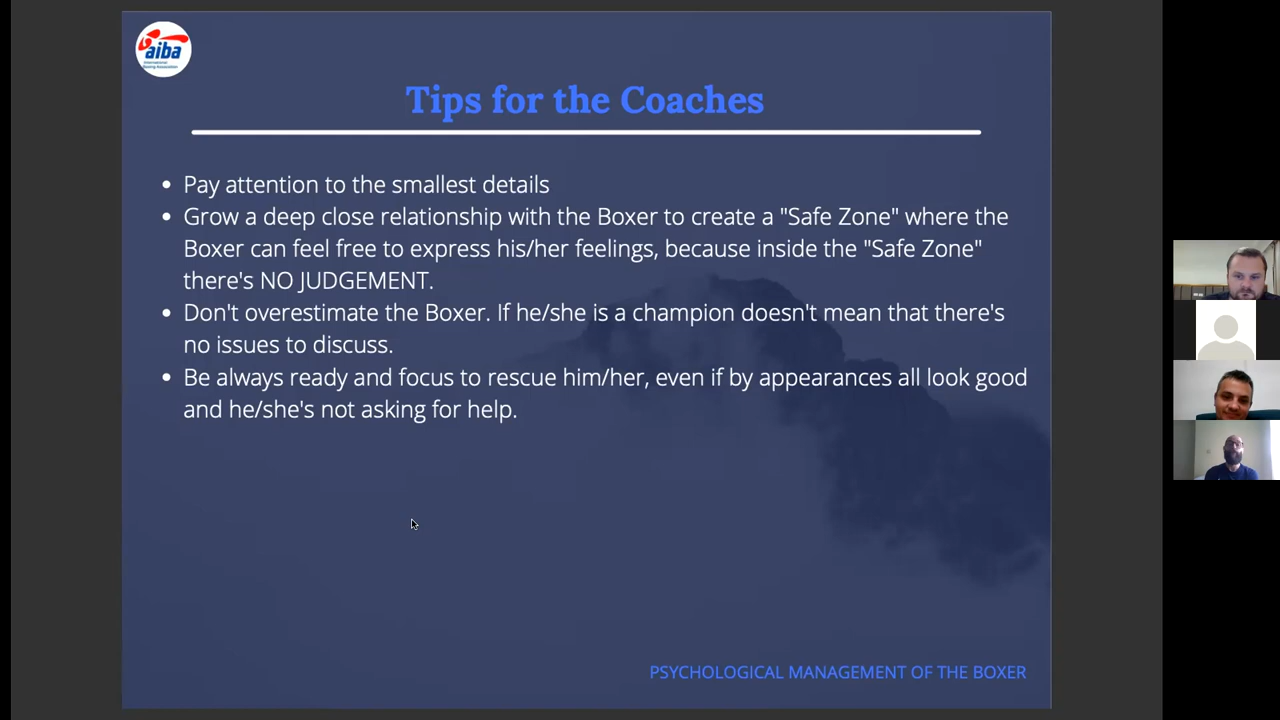 aiba
International
Boxing Association
Tips for the Coaches
• Pay attention to the smallest details
• Grow a deep close relationship with the Boxer to create a "Safe Zone" where the
Boxer can feel free to express his/her feelings, because inside the "Safe Zone"
there's NO JUDGEMENT.
• Don't overestimate the Boxer. If he/she is a champion doesn't mean that there's
no issues to discuss.
• Be always ready and focus to rescue him/her, even if by appearances all look good
and he/she's not asking for help.
PSYCHOLOGICAL MANAGEMENT OF THE BOXER